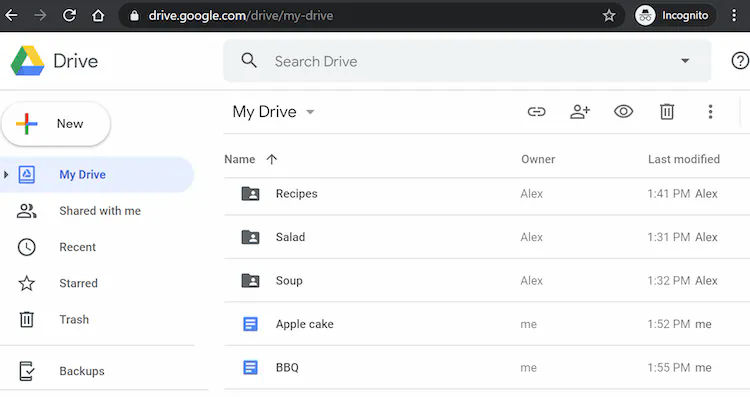 drive.google.com/drive/my-drive
Incognito
Drive
Search Drive
New
My Drive
Name Owner Last modified
My Drive
Shared with me
Recent
Starred
Trash
Backups
Recipes Alex 1:41 PM Alex
Salad Alex 1:31 PM Alex
Soup Alex 1:32 PM Alex
Apple cake me 1:52 PM me
BBQ me 1:55 PM me